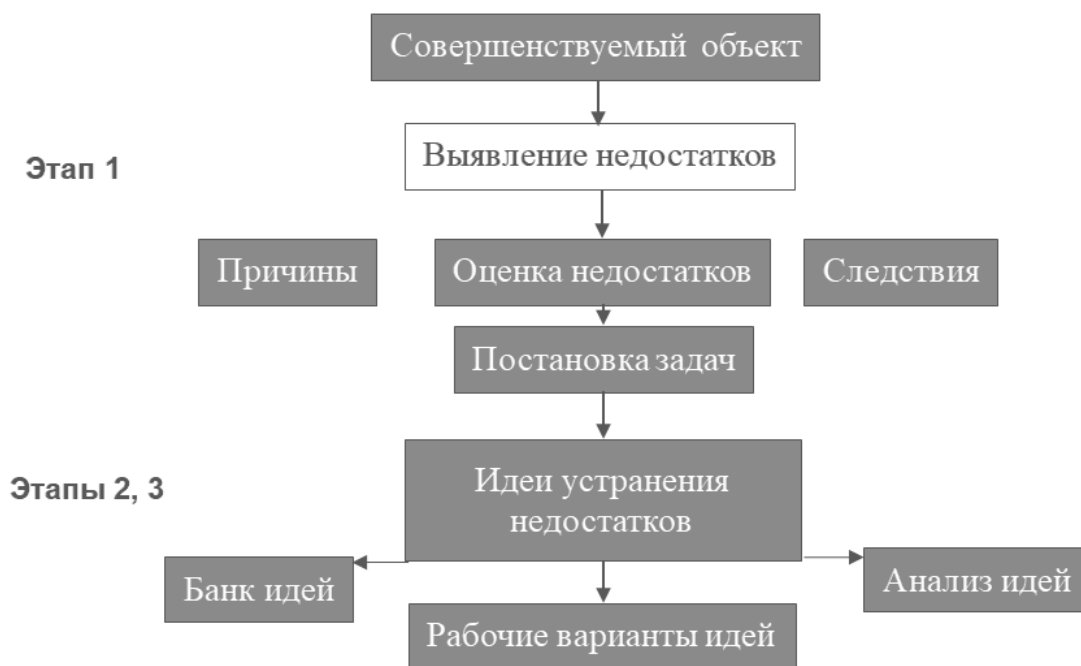 Совершенствуемый объект
Этап 1
Выявление недостатков
Причины
Оценка недостатков
Следствия
Постановка задач
Этапы 2, 3
Идеи устранения
недостатков
Банк идей
Анализ идей
Рабочие варианты идей